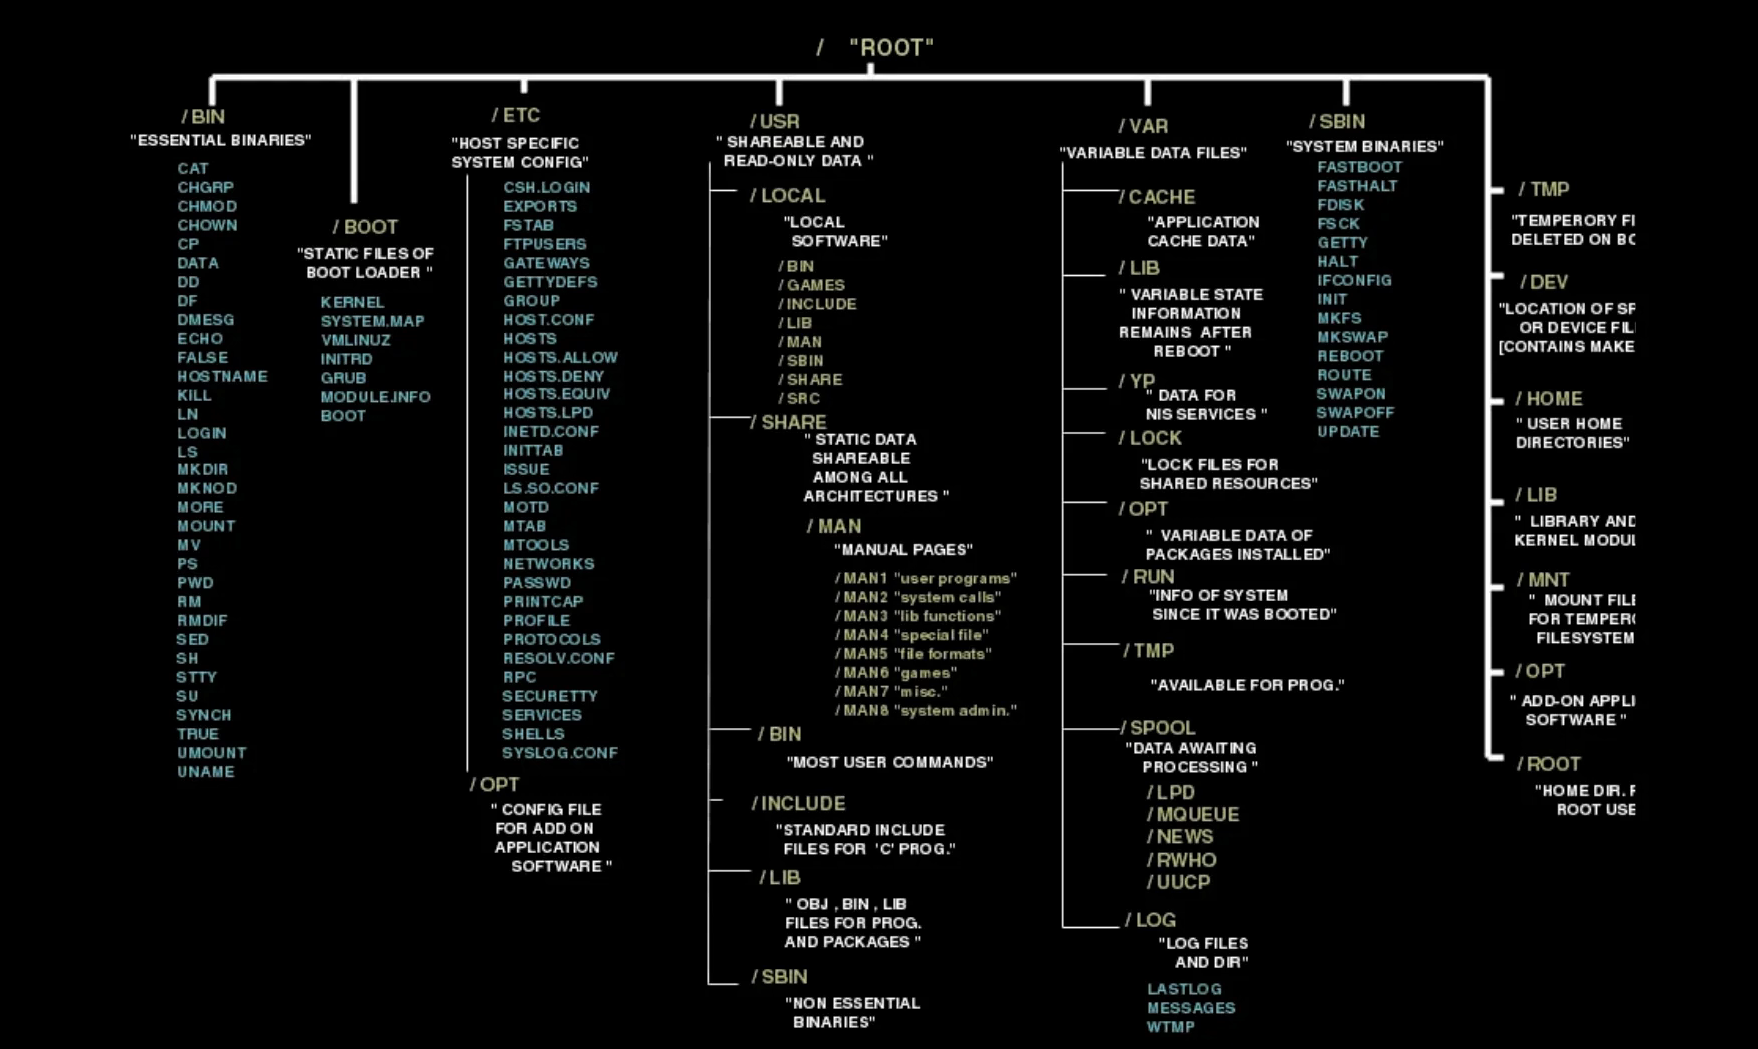 / "ROOT"
/BIN
"ESSENTIAL BINARIES"
CAT
CHGRP
CHMOD
CHOWN
CP
DATA
DD
DF
DMESG
ECHO
FALSE
HOSTNAME
KILL
LN
LOGIN
LS
MKDIR
MKNOD
MORE
MOUNT
MV
PS
PWD
RM
RMDIF
SED
SH
STTY
SU
SYNCH
TRUE
UMOUNT
UNAME
/BOOT
"STATIC FILES OF
BOOT LOADER "
KERNEL
SYSTEM.MAP
VMLINUZ
INITRD
GRUB
MODULE.INFO
BOOT
/ETC
"HOST SPECIFIC
SYSTEM CONFIG"
CSH.LOGIN
EXPORTS
FSTAB
FTPUSERS
GATEWAYS
GETTYDEFS
GROUP
HOST.CONF
HOSTS
HOSTS.ALLOW
HOSTS.DENY
HOSTS.EQUIV
HOSTS.LPD
INETD.CONF
INITTAB
ISSUE
LS.SO.CONF
MOTD
MTAB
MTOOLS
NETWORKS
PASSWD
PRINTCAP
PROFILE
PROTOCOLS
RESOLV.CONF
RPC
SECURETTY
SERVICES
SHELLS
SYSLOG.CONF
/OPT
" CONFIG FILE
FOR ADD ON
APPLICATION
SOFTWARE "
/USR
" SHAREABLE AND
READ-ONLY DATA "
/LOCAL
"LOCAL
SOFTWARE"
/BIN
/GAMES
/INCLUDE
/LIB
/MAN
/SBIN
/SHARE
/SRC
/SHARE
" STATIC DATA
SHAREABLE
AMONG ALL
ARCHITECTURES "
/MAN
"MANUAL PAGES"
/MAN1 "user programs"
/MAN2 "system calls"
/MAN3 "lib functions"
/MAN4 "special file"
/MAN5 "file formats"
/MAN6 "games"
/MAN7 "misc."
/MAN8 "system admin."
/BIN
"MOST USER COMMANDS"
/INCLUDE
"STANDARD INCLUDE
FILES FOR 'C' PROG."
/LIB
" OBJ , BIN , LIB
FILES FOR PROG.
AND PACKAGES "
/SBIN
"NON ESSENTIAL
BINARIES"
/VAR
"VARIABLE DATA FILES"
/CACHE
"APPLICATION
CACHE DATA"
/LIB
" VARIABLE STATE
INFORMATION
REMAINS AFTER
REBOOT "
/YP
" DATA FOR
NIS SERVICES "
/LOCK
"LOCK FILES FOR
SHARED RESOURCES"
/OPT
" VARIABLE DATA OF
PACKAGES INSTALLED"
/RUN
"INFO OF SYSTEM
SINCE IT WAS BOOTED"
/TMP
"AVAILABLE FOR PROG."
/SPOOL
"DATA AWAITING
PROCESSING "
/LPD
/MQUEUE
/NEWS
/RWHO
/UUCP
/LOG
"LOG FILES
AND DIR"
LASTLOG
MESSAGES
WTMP
/SBIN
"SYSTEM BINARIES"
FASTBOOT
FASTHALT
FDISK
FSCK
GETTY
HALT
IFCONFIG
INIT
MKFS
MKSWAP
REBOOT
ROUTE
SWAPON
SWAPOFF
UPDATE
/TMP
"TEMPERORY FI
DELETED ON BO
/DEV
"LOCATION OF SP
OR DEVICE FIL
[CONTAINS MAKE
/HOME
" USER HOME
DIRECTORIES"
/LIB
" LIBRARY AND
KERNEL MODUL
/MNT
" MOUNT FILE
FOR TEMPERO
FILESYSTEM
/OPT
" ADD-ON APPLI
SOFTWARE "
/ROOT
"HOME DIR. F
ROOT USE